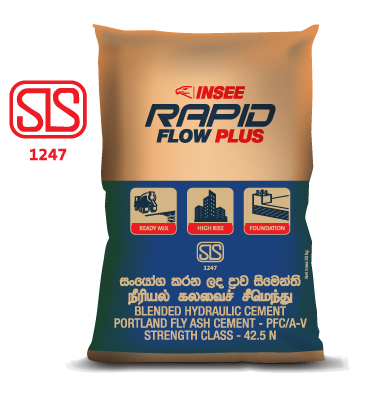 SLS
1247
INSEE
RAPID
FLOW PLUS
READY MIX
HIGH RISE
FOUNDATION
SLS
1247
සංයෝග කරන ලද ද්‍රාව සිමෙන්ති
நீரியல் கலவைச் சீமெந்து
BLENDED HYDRAULIC CEMENT
PORTLAND FLY ASH CEMENT - PFC/A-V
STRENGTH CLASS - 42.5 N